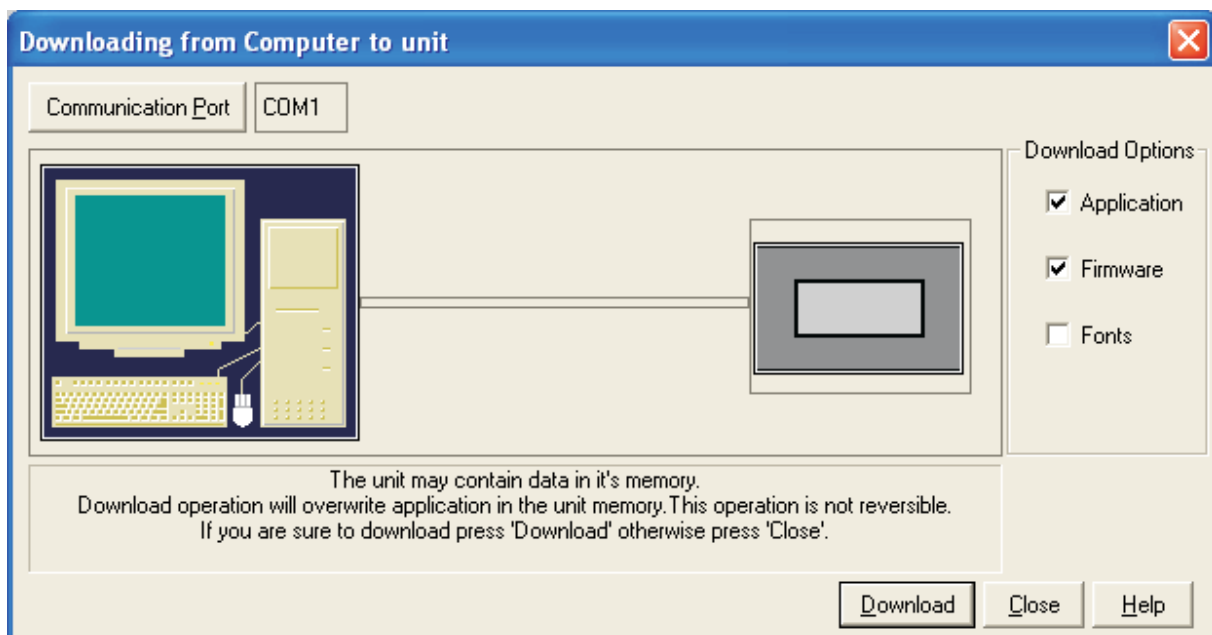 Downloading from Computer to unit
Communication Port
COM1
Download Options
Application
Firmware
Fonts
The unit may contain data in it's memory.
Download operation will overwrite application in the unit memory.This operation is not reversible.
If you are sure to download press 'Download' otherwise press 'Close'.
Download
Close
Help